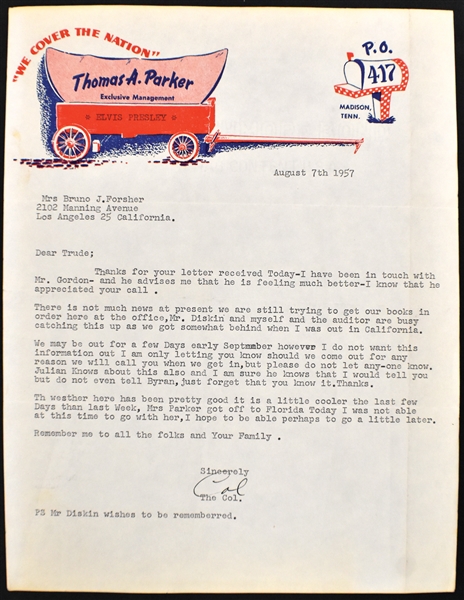 "WE COVER THE NATION"
Thomas A. Parker
Exclusive Management
* ELVIS PRESLEY *
P.O.
417
MADISON,
TENN.
August 7th 1957
Mrs Bruno J.Forsher
2102 Manning Avenue
Los Angeles 25 California.
Dear Trude;
Thanks for your letter received Today-I have been in touch with
Mr. Gordon- and he advises me that he is feeling much better-I know that he
appreciated your call .
There is not much news at present we are still trying to get our books in
order here at the office,Mr. Diskin and myself and the auditor are busy
catching this up as we got somewhat behind when I was out in California.
We may be out for a few Days early September however I do not want this
information out I am only letting you know should we come out for any
reason we will call you when we get in,but please do not let any-one know.
Julian Knows about this also and I am sure he knows that I would tell you
but do not even tell Byran,just forget that you know it.Thanks.
Th westher here has been pretty good it is a little cooler the last few
Days than last Week, Mrs Parker got off to Florida Today I was not able
at this time to go with her,I hope to be able perhaps to go a little later.
Remember me to all the folks and Your Family .
Sincerely
Col
The Col.
PS Mr Diskin wishes to be rememberred.